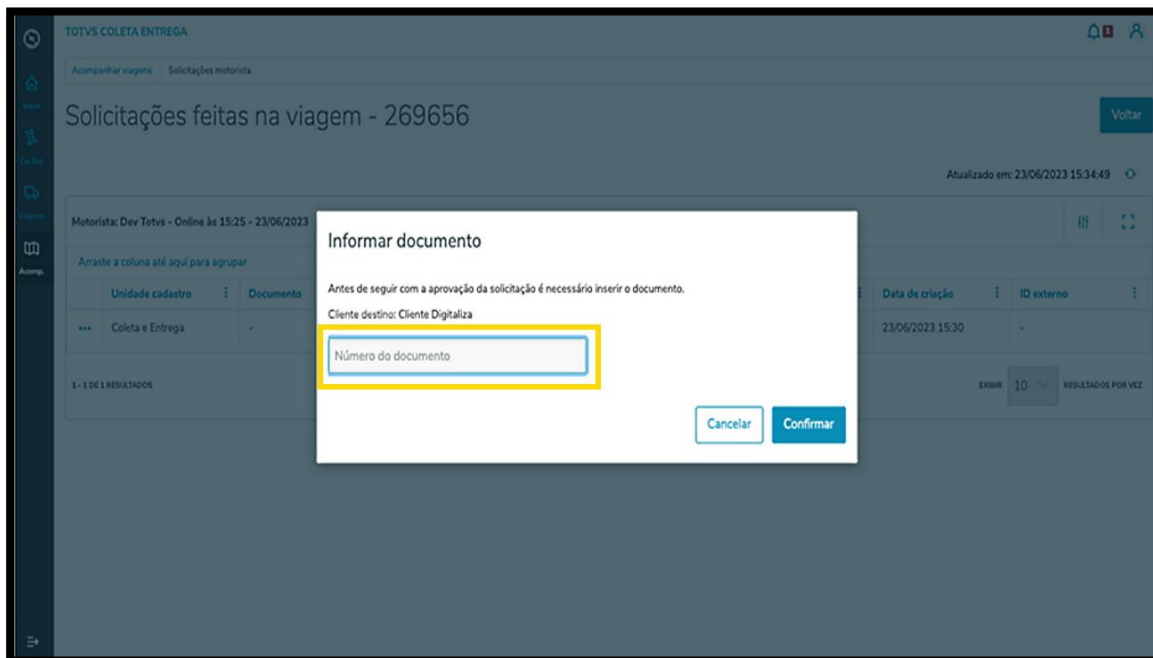 TOTVS COLETA ENTREGA
1
Acompanhar viagens Solicitações motorista
Início
Solicitações feitas na viagem - 269656
Voltar
Atualizado em: 23/06/2023 15:34:49
Viagens
Motorista: Dev Totvs - Online às 15:25 - 23/06/2023
Acomp.
Arraste a coluna até aqui para agrupar
Unidade cadastro Documento Data de criação ID externo
Coleta e Entrega - 23/06/2023 15:30 -
1 - 1 DE 1 RESULTADOS
EXIBIR 10 RESULTADOS POR VEZ
Informar documento
Antes de seguir com a aprovação da solicitação é necessário inserir o documento.
Cliente destino: Cliente Digitaliza
Número do documento
Cancelar Confirmar